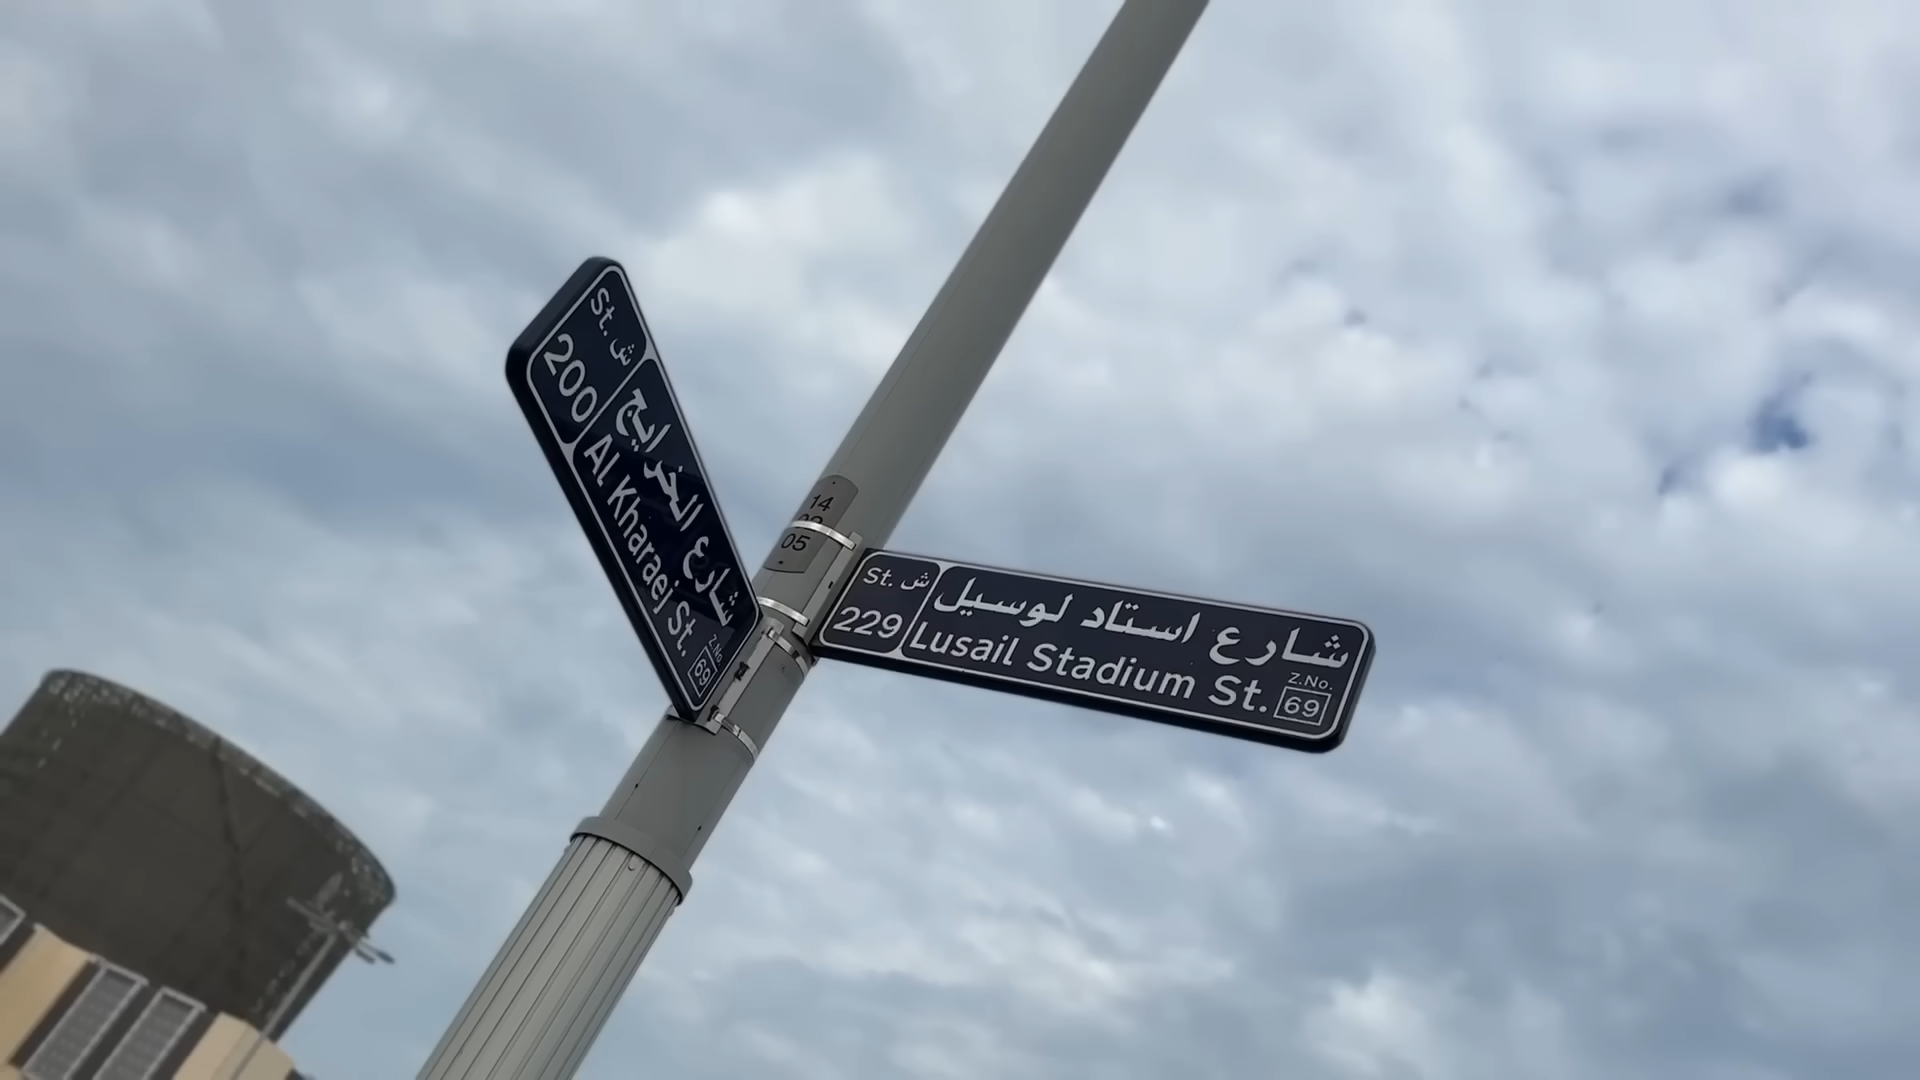 St. ش
200
شارع الخرايج
Al Kharaej St.
Z.No.
69
14
05
St. ش
229
شارع استاد لوسيل
Lusail Stadium St.
Z.No.
69